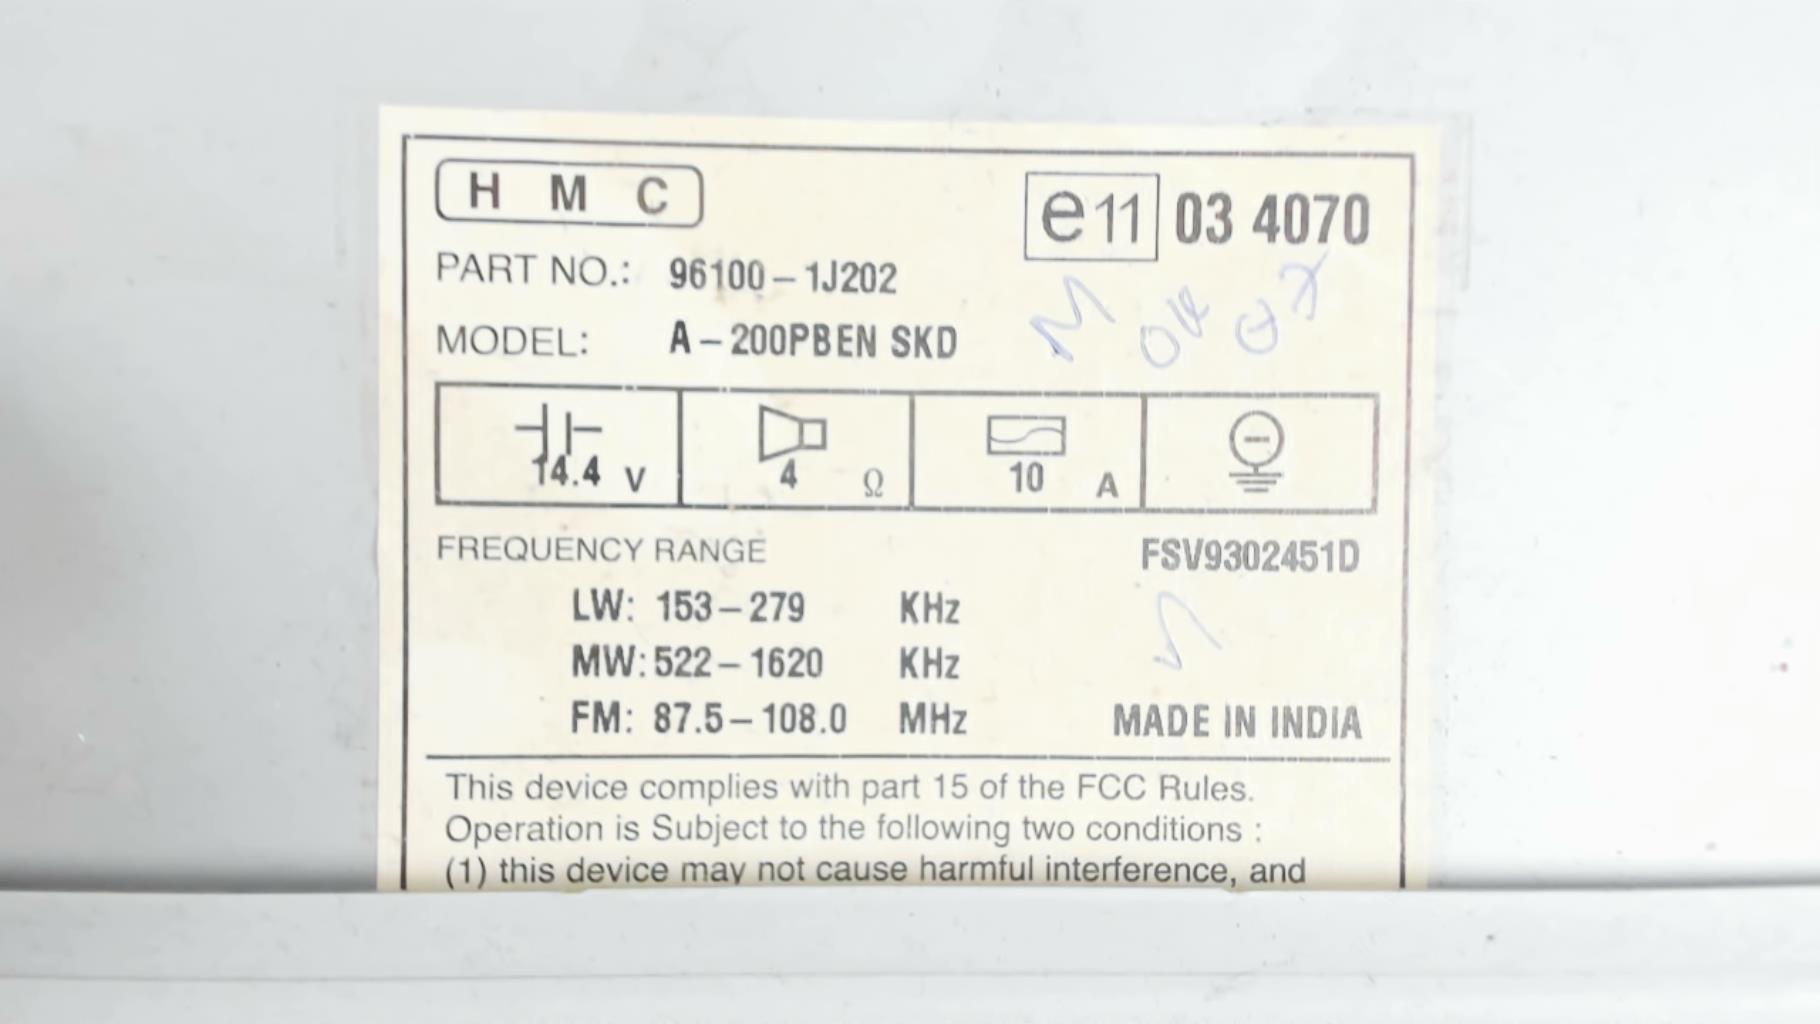 H M C
e11 03 4070
PART NO.: 96100-1J202
MODEL: A-200PBEN SKD
OK
14.4 V 4 Ω 10 A
FREQUENCY RANGE FSV9302451D
LW: 153-279 KHz
MW: 522-1620 KHz
FM: 87.5-108.0 MHz MADE IN INDIA
This device complies with part 15 of the FCC Rules.
Operation is Subject to the following two conditions :
(1) this device may not cause harmful interference, and